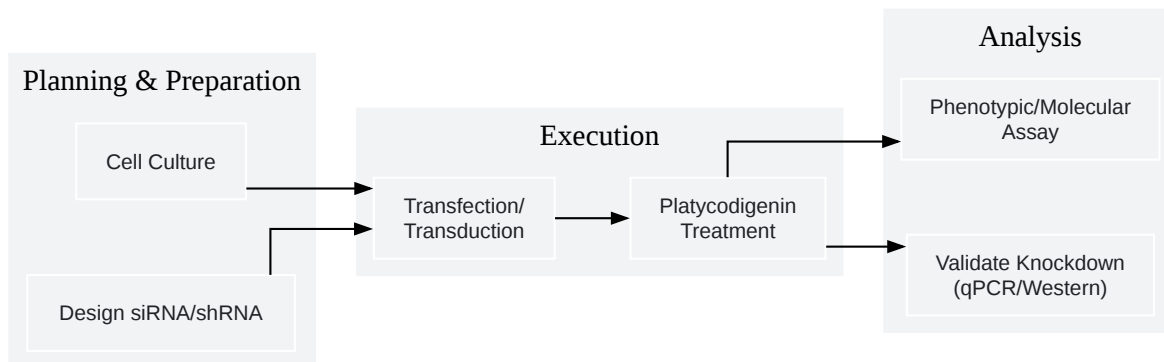 Planning & Preparation
Cell Culture
Design siRNA/shRNA
Execution
Transfection/
Transduction
Platycodigenin
Treatment
Analysis
Phenotypic/Molecular
Assay
Validate Knockdown
(qPCR/Western)